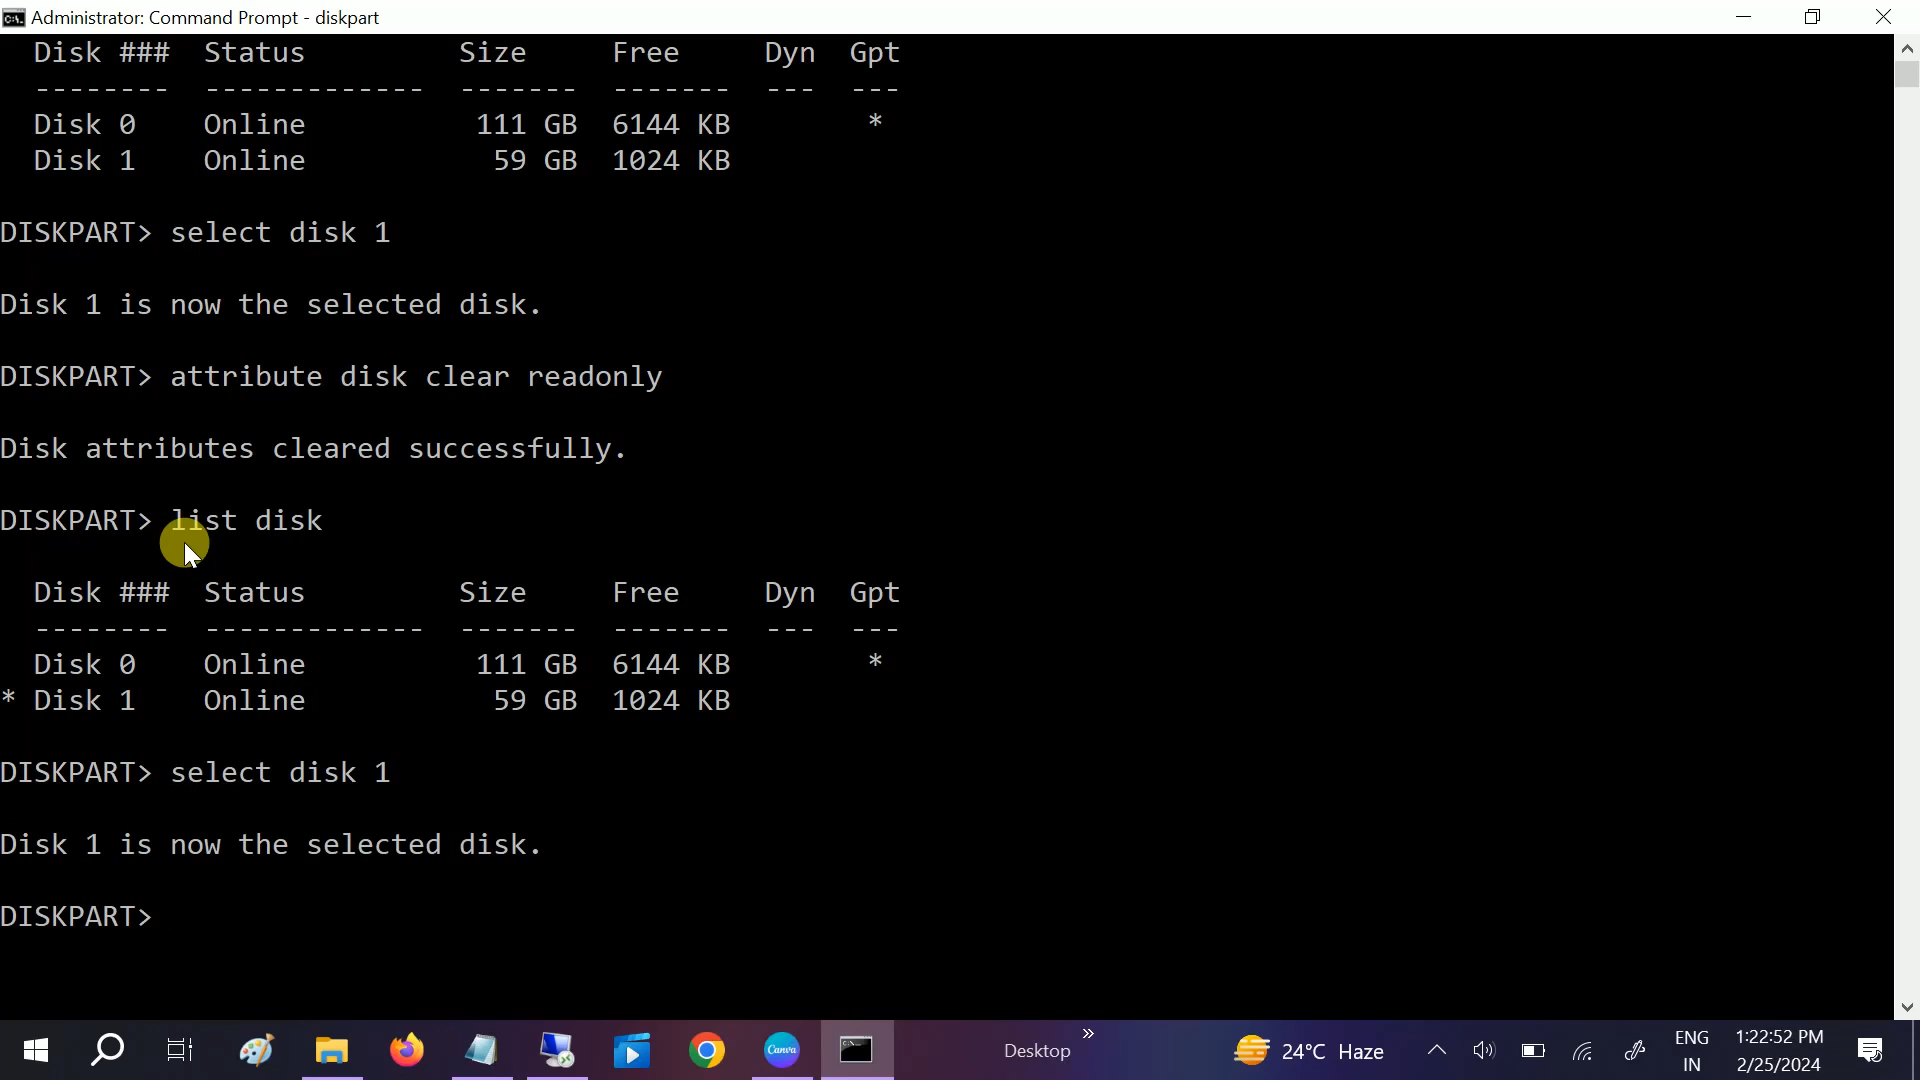 Administrator: Command Prompt - diskpart
Disk ### Status Size Free Dyn Gpt
-------- ------------- ------- ------- --- ---
Disk 0 Online 111 GB 6144 KB *
Disk 1 Online 59 GB 1024 KB
DISKPART> select disk 1
Disk 1 is now the selected disk.
DISKPART> attribute disk clear readonly
Disk attributes cleared successfully.
DISKPART> list disk
Disk ### Status Size Free Dyn Gpt
-------- ------------- ------- ------- --- ---
Disk 0 Online 111 GB 6144 KB *
* Disk 1 Online 59 GB 1024 KB
DISKPART> select disk 1
Disk 1 is now the selected disk.
DISKPART>
Canva
Desktop
»
24°C Haze
ENG
IN
1:22:52 PM
2/25/2024